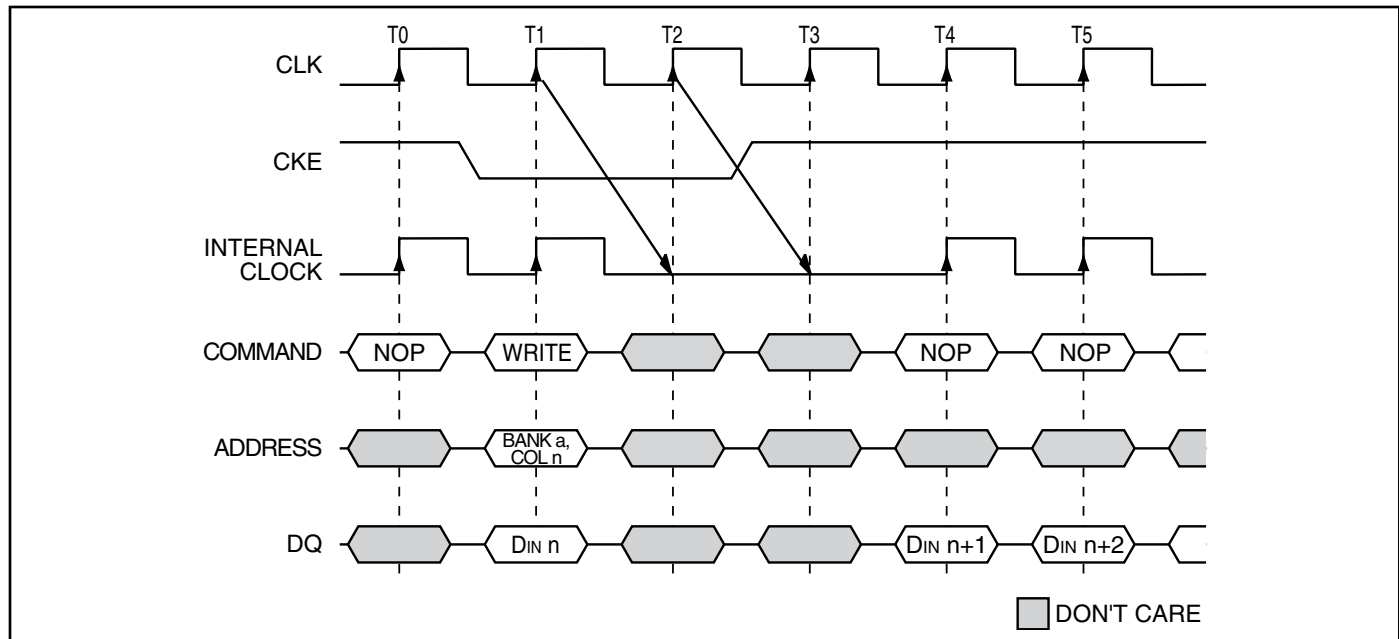 T0 T1 T2 T3 T4 T5
CLK
CKE
INTERNAL
CLOCK
COMMAND NOP WRITE NOP NOP
ADDRESS BANK a,
COL n
DQ DIN n DIN n+1 DIN n+2
DON'T CARE